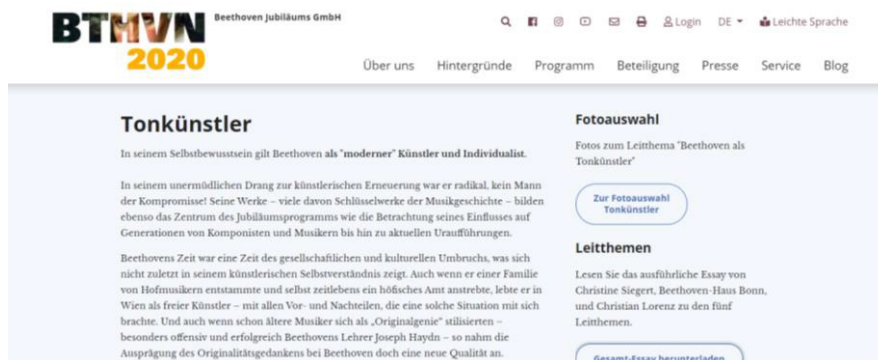 BTHVN
2020
Beethoven Jubiläums GmbH
Login
DE
Leichte Sprache
Über uns
Hintergründe
Programm
Beteiligung
Presse
Service
Blog
Tonkünstler
In seinem Selbstbewusstsein gilt Beethoven als "moderner" Künstler und Individualist.
In seinem unermüdlichen Drang zur künstlerischen Erneuerung war er radikal, kein Mann
der Kompromisse! Seine Werke – viele davon Schlüsselwerke der Musikgeschichte – bilden
ebenso das Zentrum des Jubiläumsprogramms wie die Betrachtung seines Einflusses auf
Generationen von Komponisten und Musikern bis hin zu aktuellen Uraufführungen.
Beethovens Zeit war eine Zeit des gesellschaftlichen und kulturellen Umbruchs, was sich
nicht zuletzt in seinem künstlerischen Selbstverständnis zeigt. Auch wenn er einer Familie
von Hofmusikern entstammte und selbst zeitlebens ein höfisches Amt anstrebte, lebte er in
Wien als freier Künstler – mit allen Vor- und Nachteilen, die eine solche Situation mit sich
brachte. Und auch wenn schon ältere Musiker sich als „Originalgenie" stilisierten –
besonders offensiv und erfolgreich Beethovens Lehrer Joseph Haydn – so nahm die
Ausprägung des Originalitätsgedankens bei Beethoven doch eine neue Qualität an.
Fotoauswahl
Fotos zum Leitthema "Beethoven als
Tonkünstler"
Zur Fotoauswahl
Tonkünstler
Leitthemen
Lesen Sie das ausführliche Essay von
Christine Siegert, Beethoven-Haus Bonn,
und Christian Lorenz zu den fünf
Leitthemen.
Gesamt-Essay herunterladen